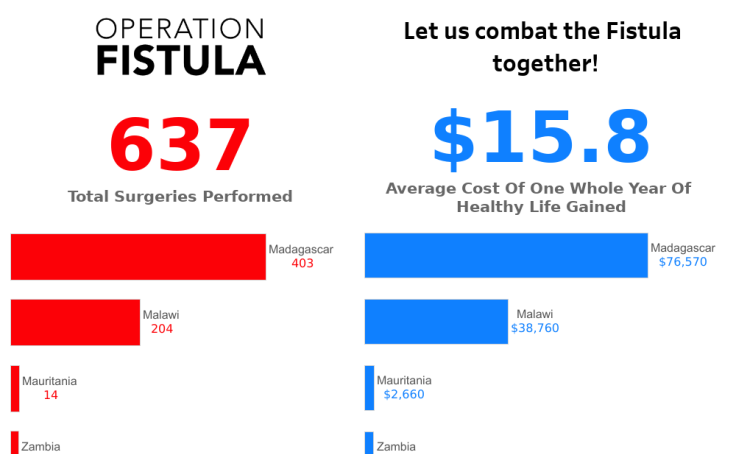 OPERATION
FISTULA
Let us combat the Fistula
together!
637
Total Surgeries Performed
$15.8
Average Cost Of One Whole Year Of
Healthy Life Gained
Madagascar
403
Malawi
204
Mauritania
14
Zambia
Madagascar
$76,570
Malawi
$38,760
Mauritania
$2,660
Zambia